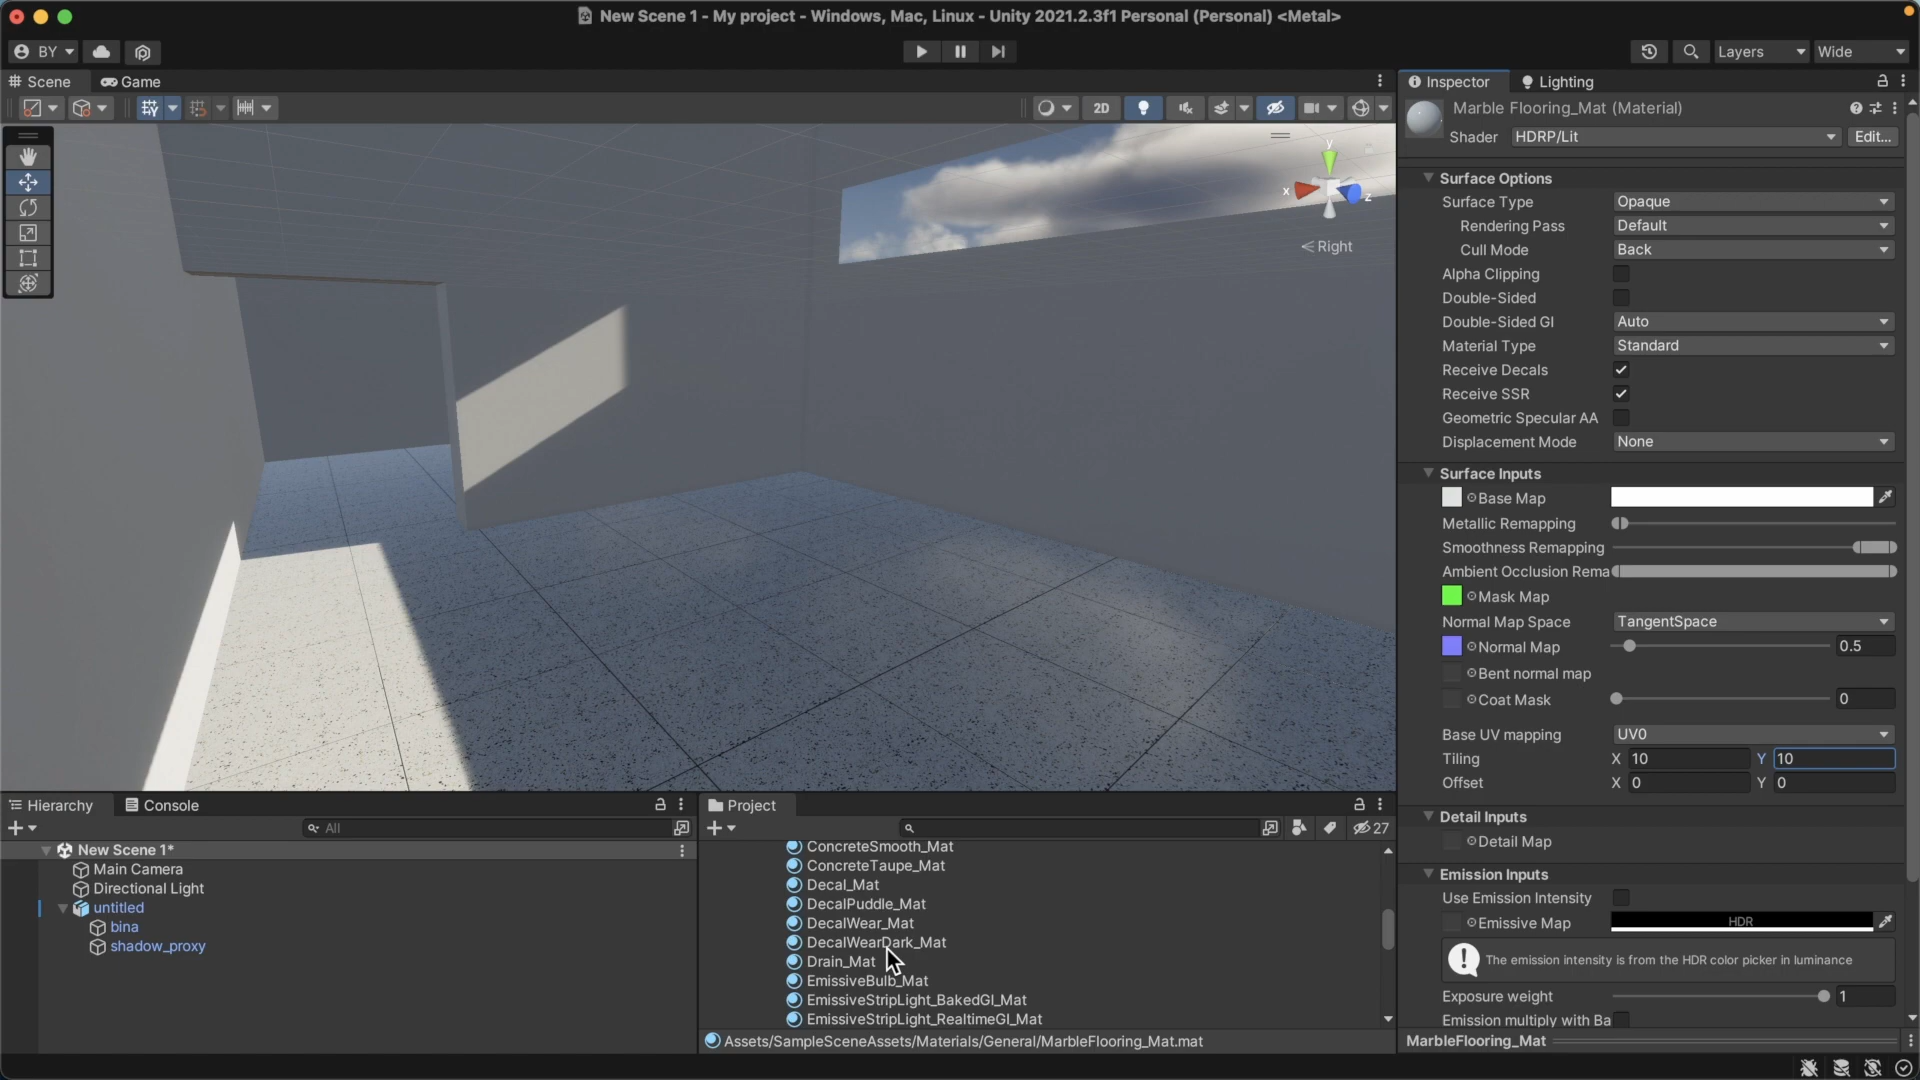 New Scene 1 - My project - Windows, Mac, Linux - Unity 2021.2.3f1 Personal (Personal) <Metal>
BY
Layers
Wide
Scene
Game
2D
y
x
z
Right
Inspector
Lighting
Marble Flooring_Mat (Material)
Shader
HDRP/Lit
Edit...
Surface Options
Surface Type
Opaque
Rendering Pass
Default
Cull Mode
Back
Alpha Clipping
Double-Sided
Double-Sided GI
Auto
Material Type
Standard
Receive Decals
Receive SSR
Geometric Specular AA
Displacement Mode
None
Surface Inputs
Base Map
Metallic Remapping
Smoothness Remapping
Ambient Occlusion Rema
Mask Map
Normal Map Space
TangentSpace
Normal Map
0.5
Bent normal map
Coat Mask
0
Base UV mapping
UV0
Tiling
X 10
Y 10
Offset
X 0
Y 0
Detail Inputs
Detail Map
Emission Inputs
Use Emission Intensity
Emissive Map
HDR
The emission intensity is from the HDR color picker in luminance
Exposure weight
1
Emission multiply with Ba
MarbleFlooring_Mat
Hierarchy
Console
All
New Scene 1*
Main Camera
Directional Light
untitled
bina
shadow_proxy
Project
27
ConcreteSmooth_Mat
ConcreteTaupe_Mat
Decal_Mat
DecalPuddle_Mat
DecalWear_Mat
DecalWearDark_Mat
Drain_Mat
EmissiveBulb_Mat
EmissiveStripLight_BakedGI_Mat
EmissiveStripLight_RealtimeGI_Mat
Assets/SampleSceneAssets/Materials/General/MarbleFlooring_Mat.mat